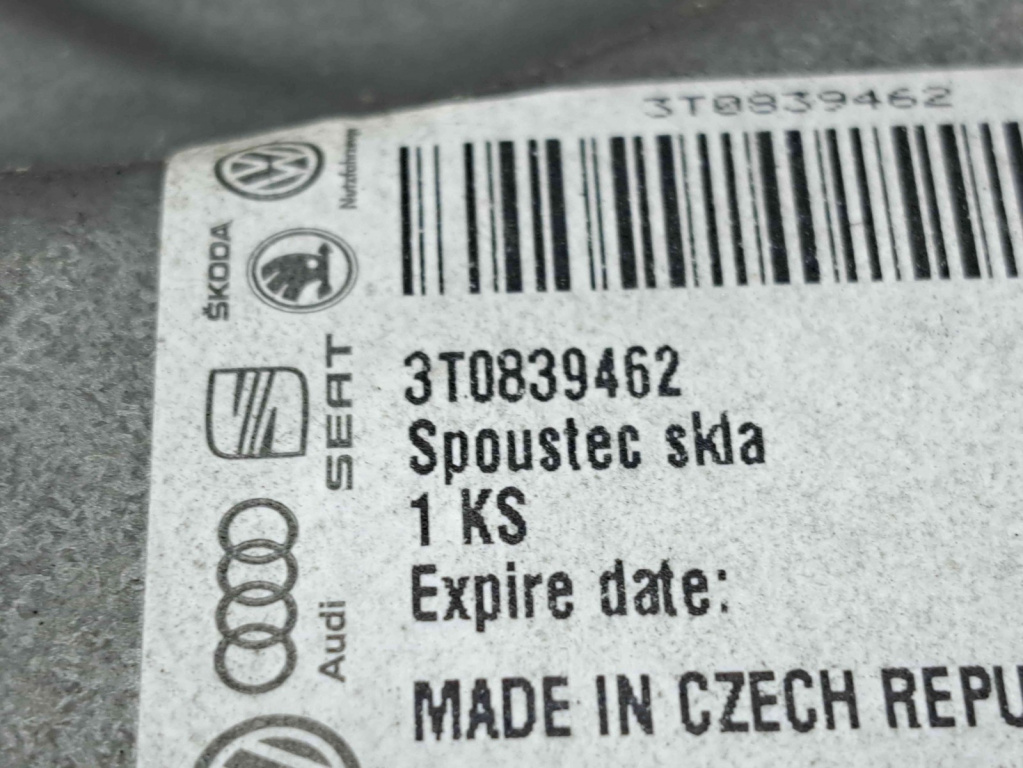 3T0839462
3T0839462
Spoustec skla
1 KS
Expire date:
MADE IN CZECH REPU
Nutzfahrzeuge
ŠKODA
SEAT
Audi